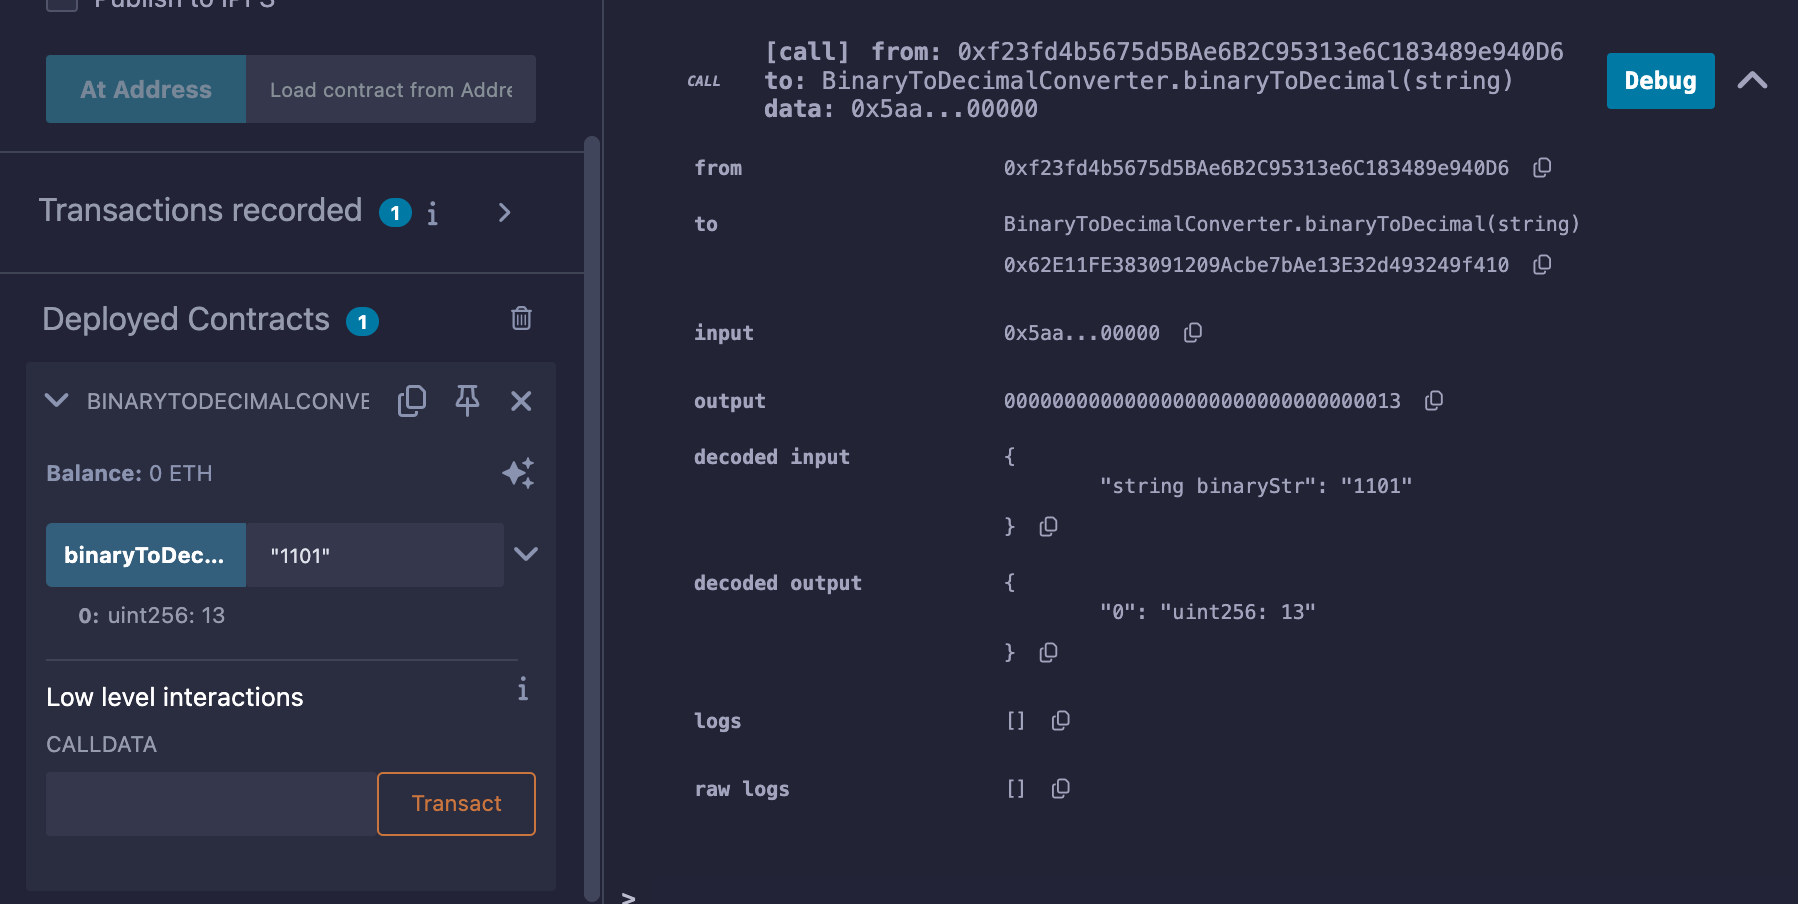 Publish to IPFS
At Address
Load contract from Addre
Transactions recorded 1 i
Deployed Contracts 1
BINARYTODECIMALCONVE
Balance: 0 ETH
binaryToDec... "1101"
0: uint256: 13
Low level interactions i
CALLDATA
Transact
CALL
[call] from: 0xf23fd4b5675d5BAe6B2C95313e6C183489e940D6
to: BinaryToDecimalConverter.binaryToDecimal(string)
data: 0x5aa...00000
Debug
from 0xf23fd4b5675d5BAe6B2C95313e6C183489e940D6
to BinaryToDecimalConverter.binaryToDecimal(string)
0x62E11FE383091209Acbe7bAe13E32d493249f410
input 0x5aa...00000
output 000000000000000000000000000000013
decoded input {
"string binaryStr": "1101"
}
decoded output {
"0": "uint256: 13"
}
logs []
raw logs []
>